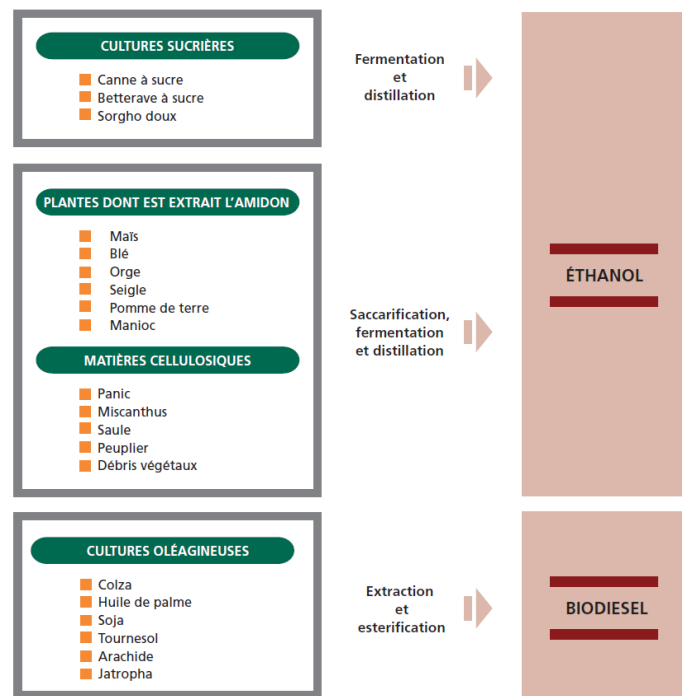 CULTURES SUCRIÈRES
Canne à sucre
Betterave à sucre
Sorgho doux
Fermentation
et
distillation
PLANTES DONT EST EXTRAIT L'AMIDON
Maïs
Blé
Orge
Seigle
Pomme de terre
Manioc
MATIÈRES CELLULOSIQUES
Panic
Miscanthus
Saule
Peuplier
Débris végétaux
Saccarification,
fermentation
et distillation
ÉTHANOL
CULTURES OLÉAGINEUSES
Colza
Huile de palme
Soja
Tournesol
Arachide
Jatropha
Extraction
et
esterification
BIODIESEL